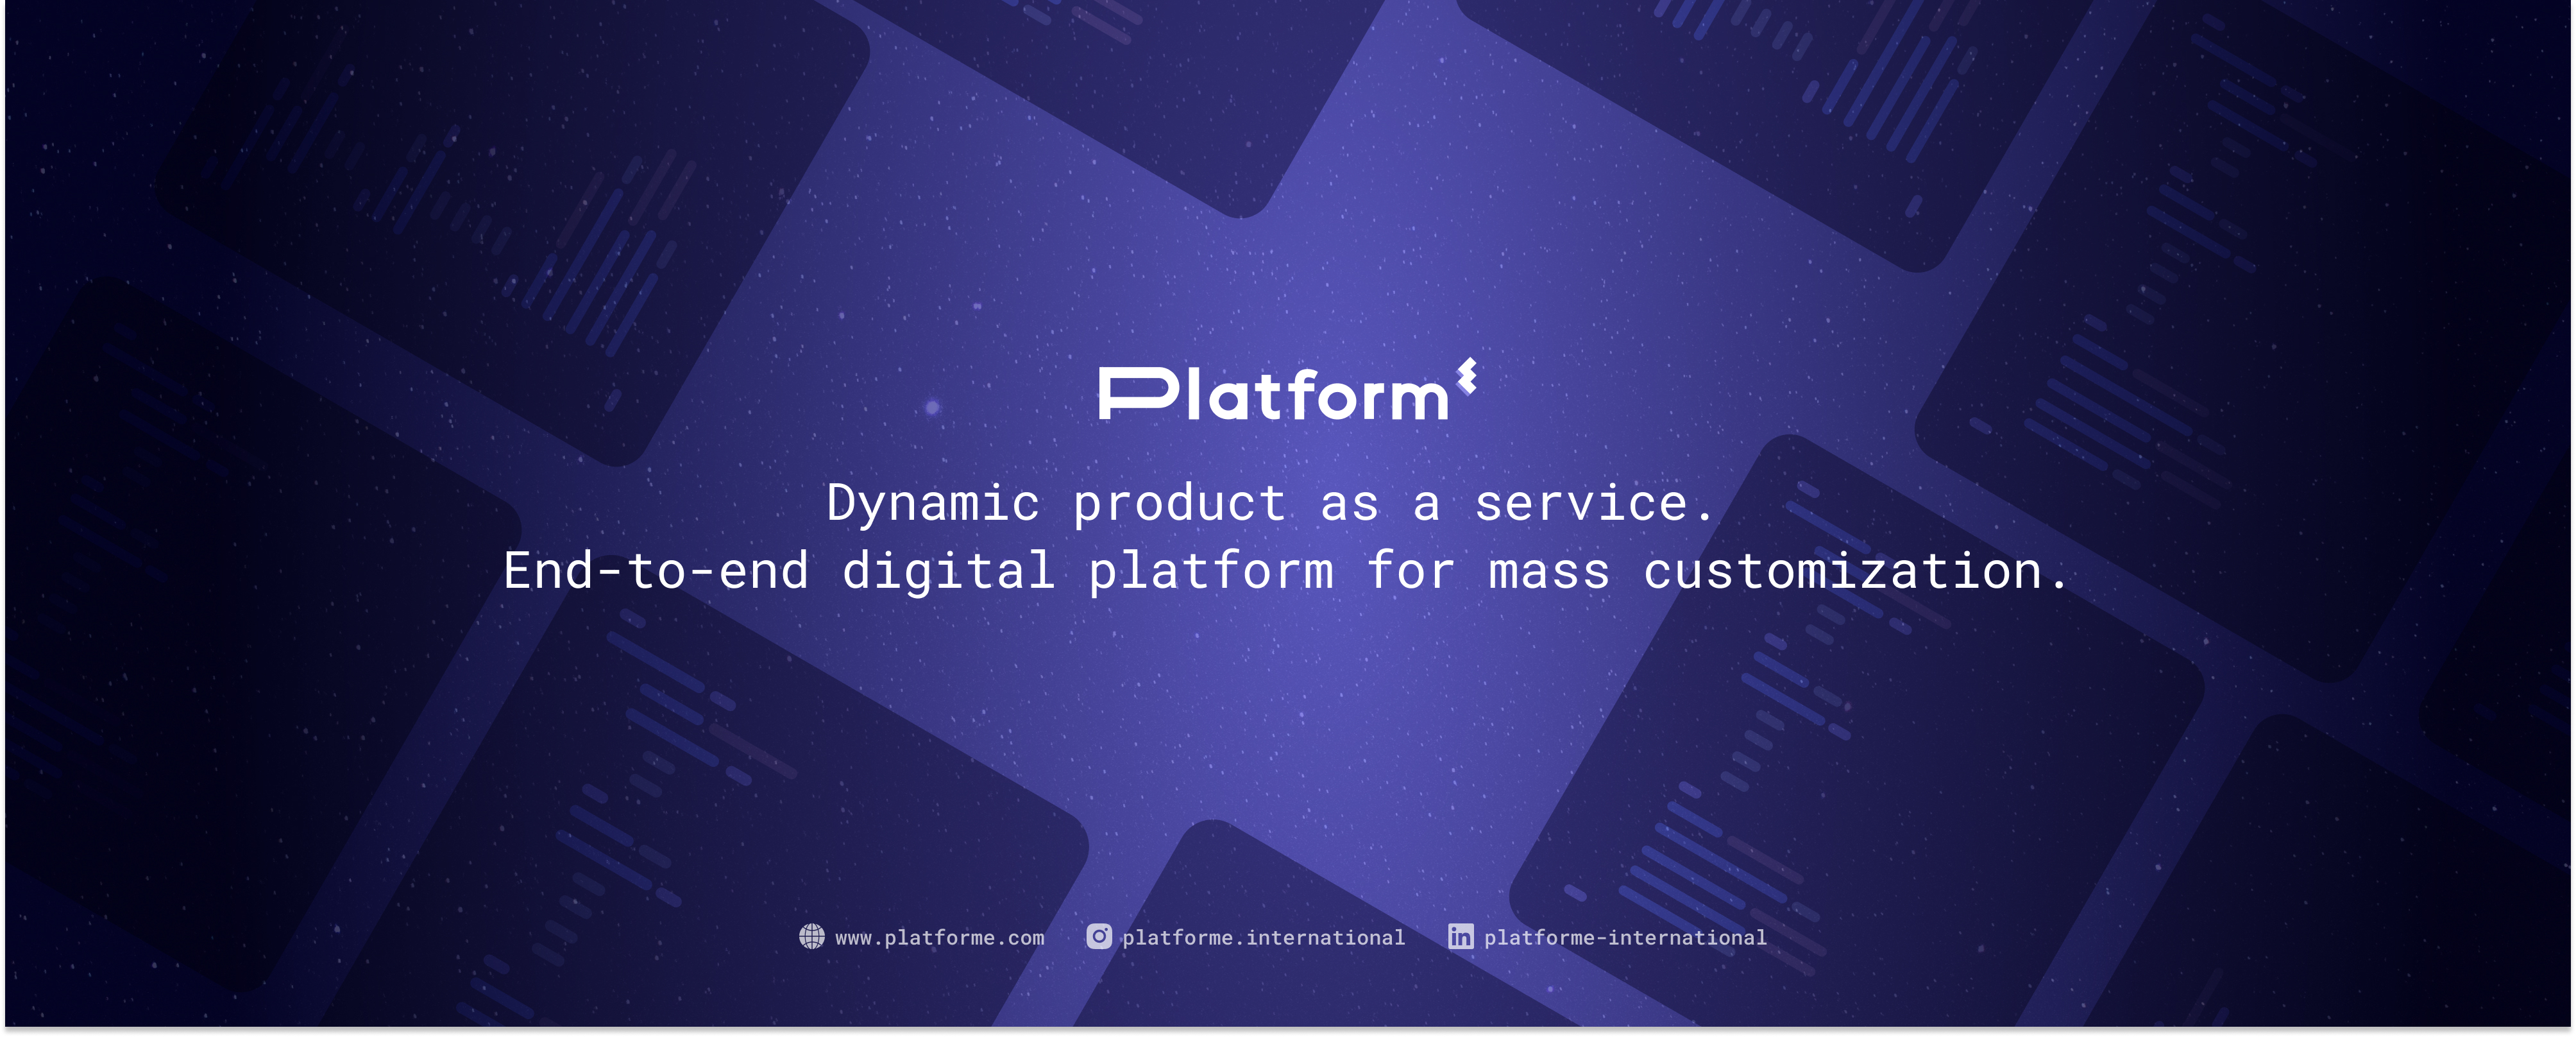 Platform
Dynamic product as a service.
End-to-end digital platform for mass customization.
www.platforme.com
platforme.international
in platforme-international